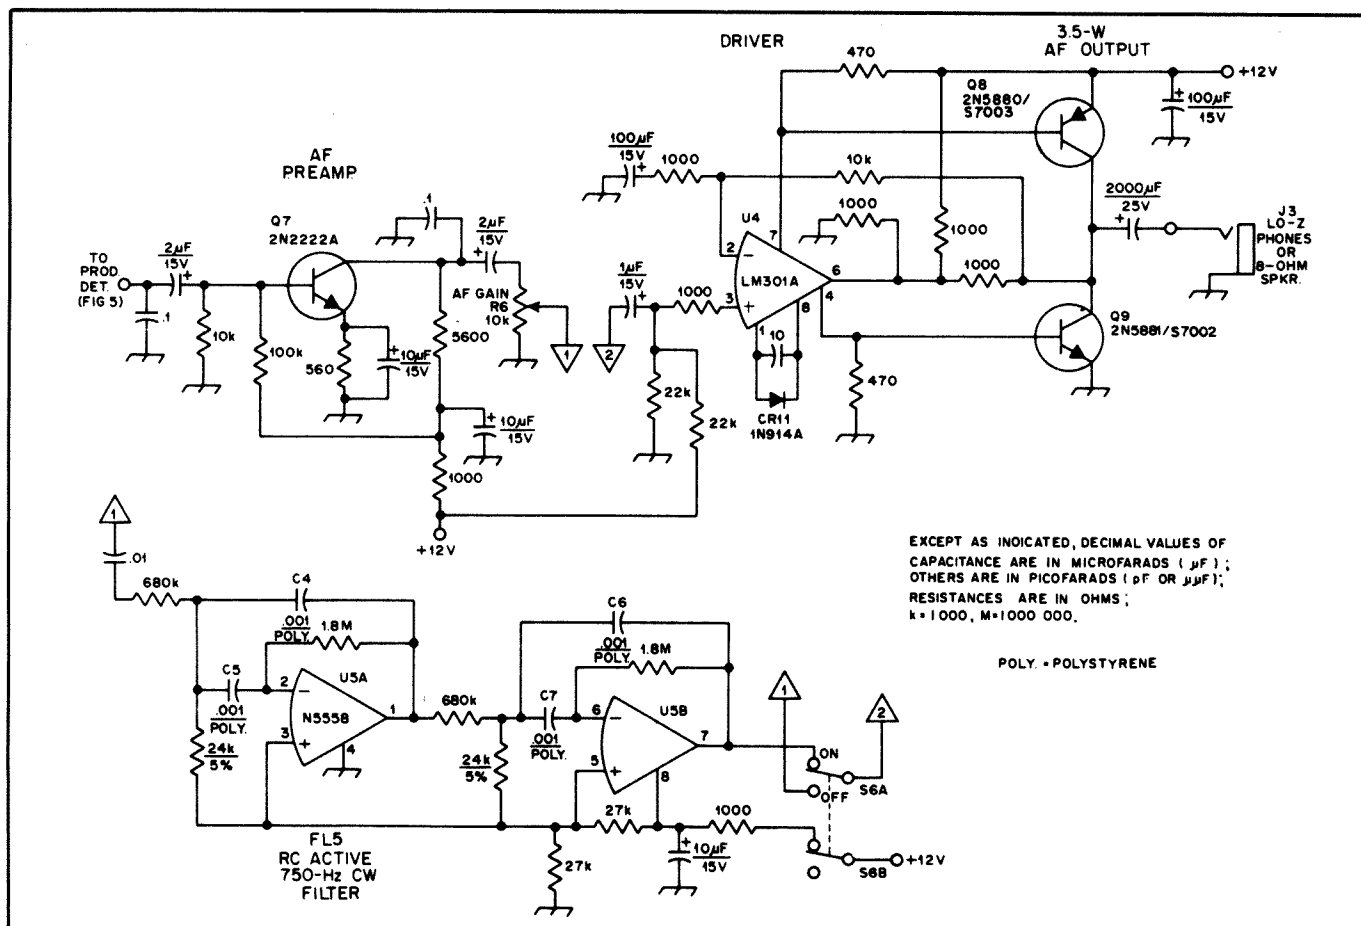 AF
PREAMP.
DRIVER
3.5-W
AF OUTPUT
470
+12V
Q8
2N5880/
S7003
100µF
15V
+
100µF
15V
+
1000
10k
1000
1000
1000
2000µF
25V
+
J3
LO-Z
PHONES
OR
8-OHM
SPKR.
U4
LM301A
7
2
3
6
4
8
1
−
+
Q9
2N5881/S7002
470
10
CR11
1N914A
1µF
15V
+
1000
2
22k
22k
Q7
2N2222A
.1
2µF
15V
+
AF GAIN
R6
10k
1
TO
PROD.
DET.
(FIG 5)
2µF
15V
+
.1
10k
100k
560
10µF
15V
+
5600
10µF
15V
+
1000
+12V
1
.01
680k
C4
.001
POLY.
1.8M
C5
.001
POLY.
U5A
N5558
2
3
1
4
−
+
24k
5%
680k
C6
.001
POLY.
1.8M
C7
.001
POLY.
U5B
6
5
7
8
−
+
24k
5%
27k
27k
1000
10µF
15V
+
1
2
ON
OFF
S6A
S6B
+12V
FL5
RC ACTIVE
750-Hz CW
FILTER
EXCEPT AS INDICATED, DECIMAL VALUES OF
CAPACITANCE ARE IN MICROFARADS (µF);
OTHERS ARE IN PICOFARADS (pF OR µµF);
RESISTANCES ARE IN OHMS;
k=1000, M=1000 000.
POLY. = POLYSTYRENE